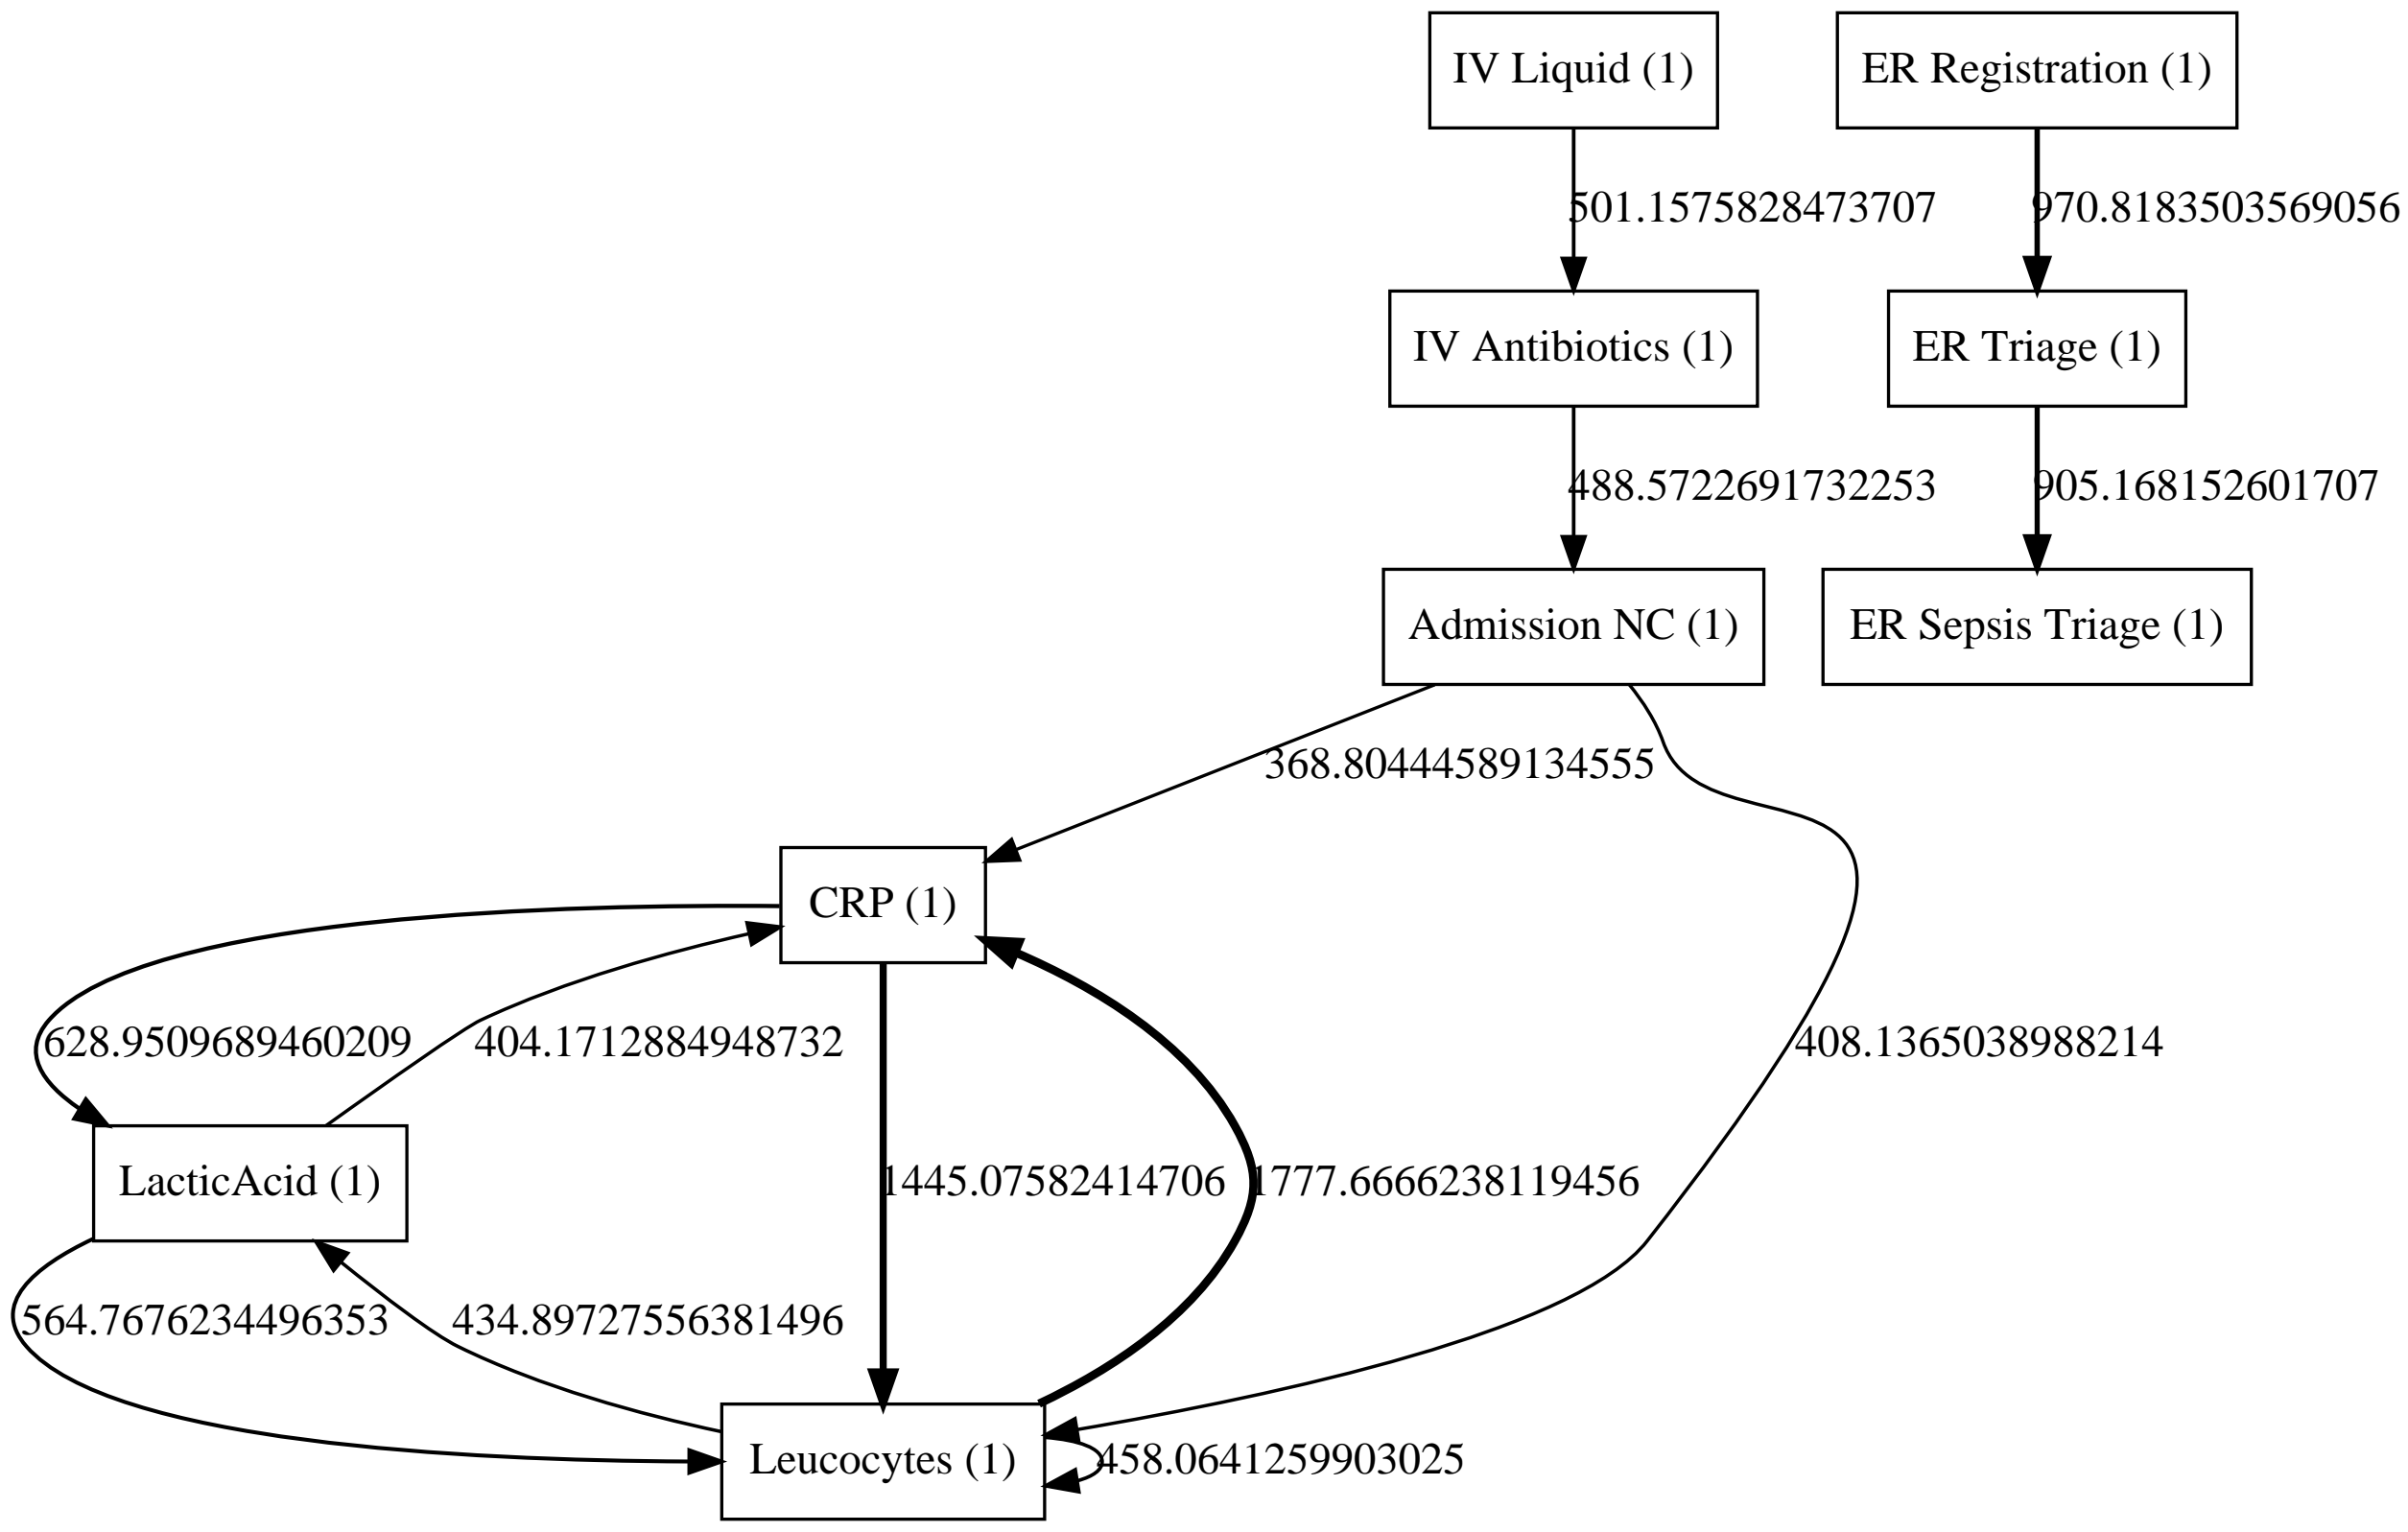 IV Liquid (1)
ER Registration (1)
501.1575828473707
970.8183503569056
IV Antibiotics (1)
ER Triage (1)
488.5722691732253
905.168152601707
Admission NC (1)
ER Sepsis Triage (1)
368.80444589134555
CRP (1)
628.9509689460209
404.1712884948732
408.1365038988214
LacticAcid (1)
1445.07582414706
1777.6666238119456
564.7676234496353
434.89727556381496
Leucocytes (1)
458.0641259903025